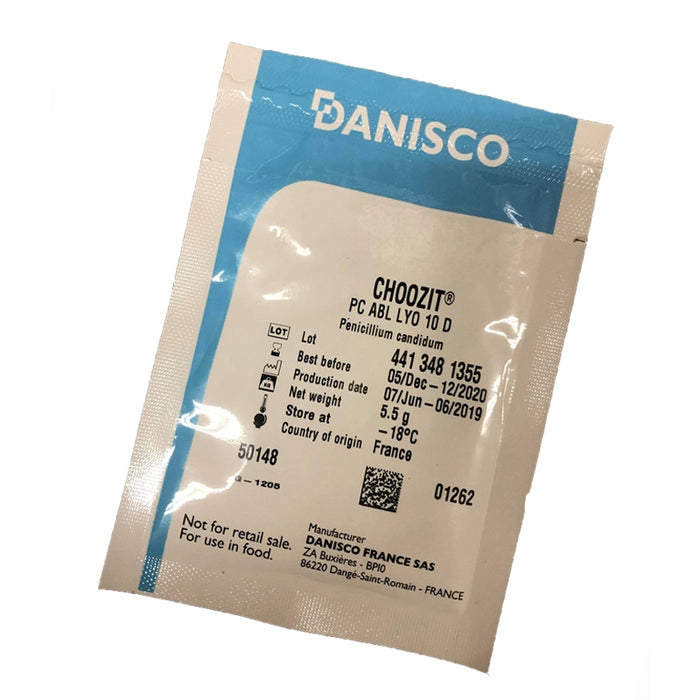 DANISCO
CHOOZIT®
PC ABL LYO 10 D
Penicillium candidum
LOT Lot 441 348 1355
Best before 05/Dec – 12/2020
Production date 07/Jun – 06/2019
Net weight 5.5 g
Store at –18°C
Country of origin France
50148
– 1205
01262
Not for retail sale.
For use in food.
Manufacturer
DANISCO FRANCE SAS
ZA Buxières - BP10
86220 Dangé-Saint-Romain - FRANCE